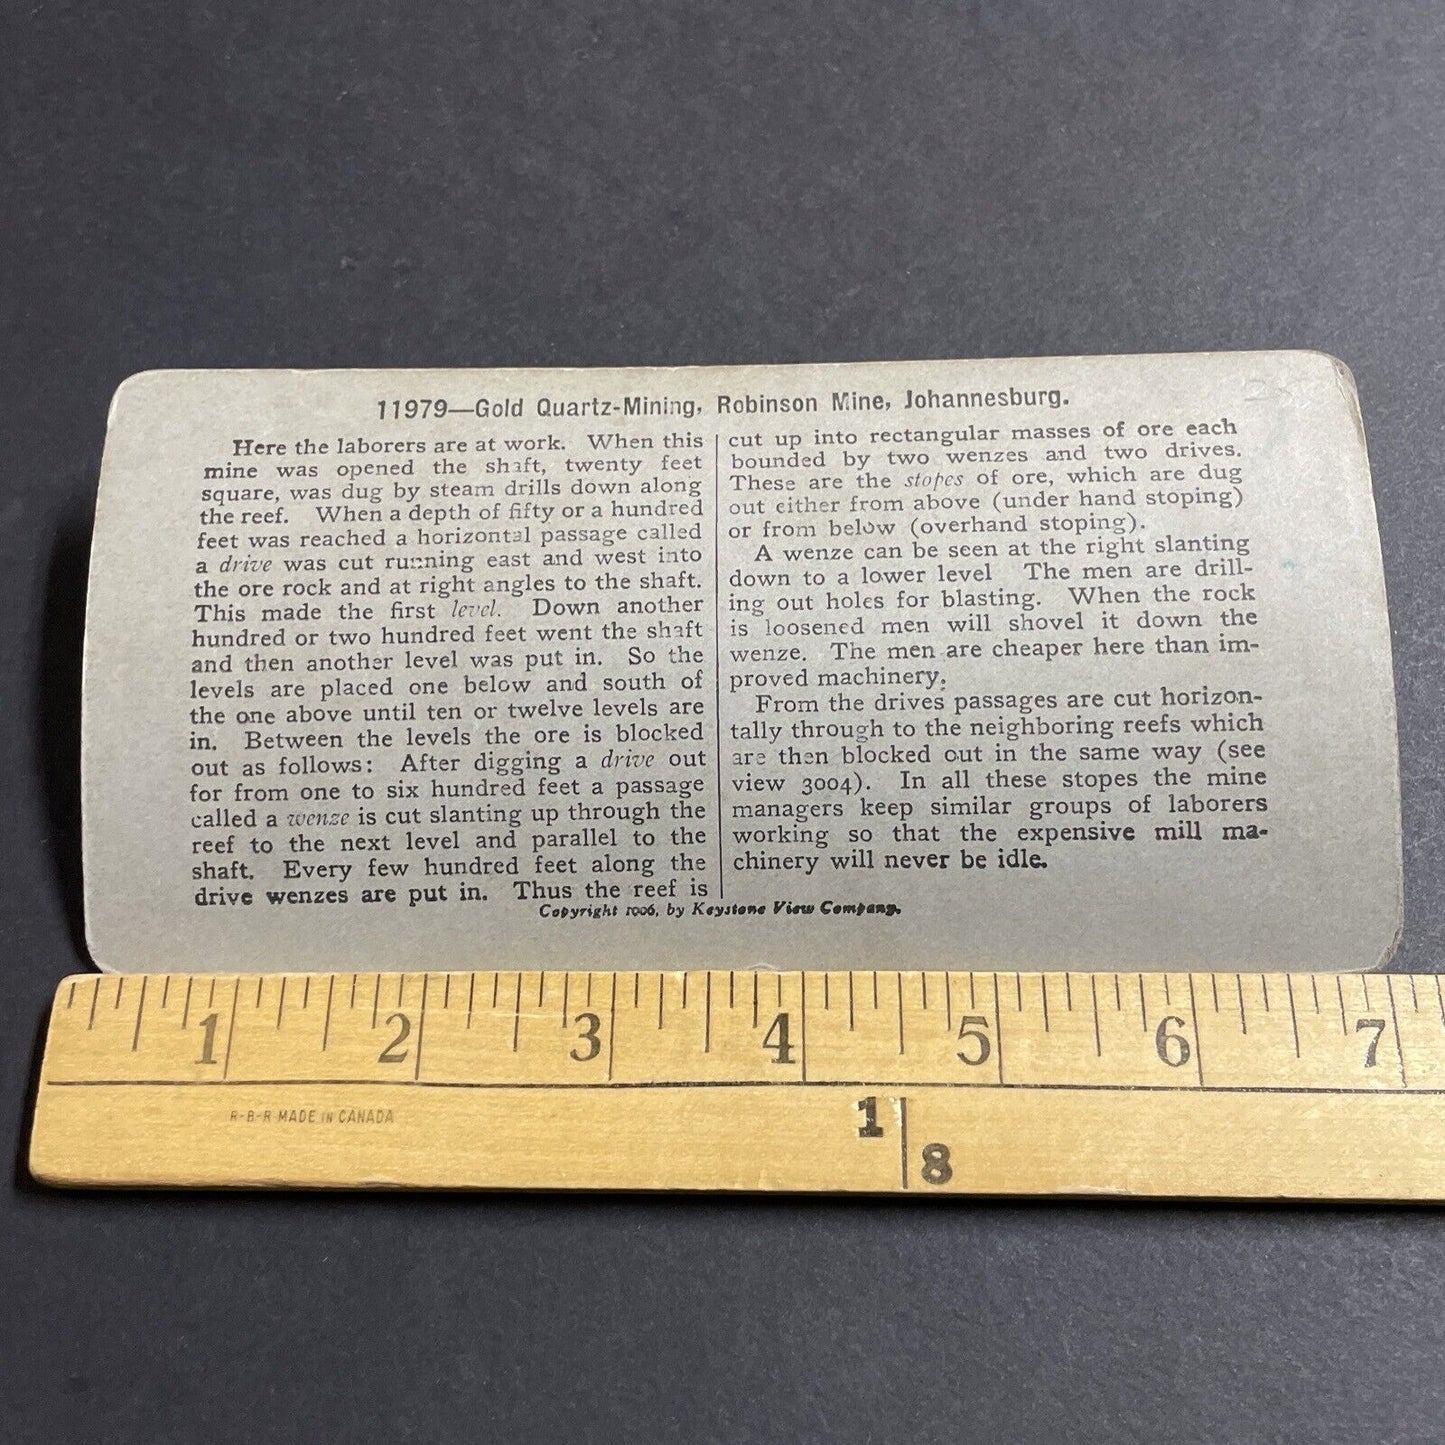 11979—Gold Quartz-Mining, Robinson Mine, Johannesburg.
Here the laborers are at work. When this
mine was opened the shaft, twenty feet
square, was dug by steam drills down along
the reef. When a depth of fifty or a hundred
feet was reached a horizontal passage called
a drive was cut running east and west into
the ore rock and at right angles to the shaft.
This made the first level. Down another
hundred or two hundred feet went the shaft
and then another level was put in. So the
levels are placed one below and south of
the one above until ten or twelve levels are
in. Between the levels the ore is blocked
out as follows: After digging a drive out
for from one to six hundred feet a passage
called a wenze is cut slanting up through the
reef to the next level and parallel to the
shaft. Every few hundred feet along the
drive wenzes are put in. Thus the reef is
cut up into rectangular masses of ore each
bounded by two wenzes and two drives.
These are the stopes of ore, which are dug
out either from above (under hand stoping)
or from below (overhand stoping).
A wenze can be seen at the right slanting
down to a lower level The men are drill-
ing out holes for blasting. When the rock
is loosened men will shovel it down the
wenze. The men are cheaper here than im-
proved machinery.
From the drives passages are cut horizon-
tally through to the neighboring reefs which
are then blocked out in the same way (see
view 3004). In all these stopes the mine
managers keep similar groups of laborers
working so that the expensive mill ma-
chinery will never be idle.
Copyright 1906, by Keystone View Company.
1 2 3 4 5 6 7
R-B-R MADE IN CANADA
1
8